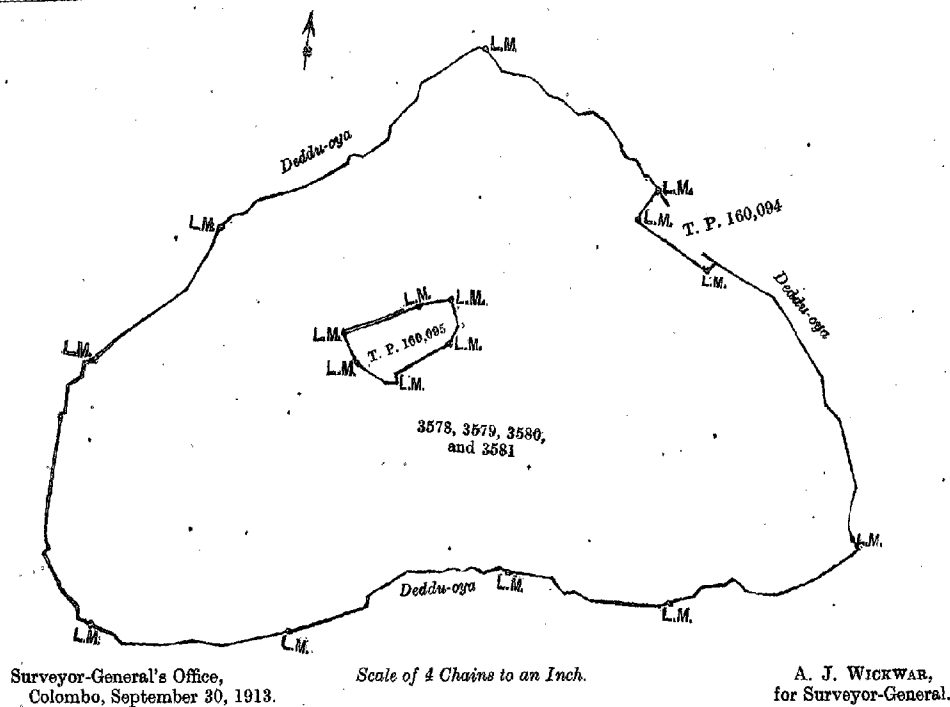 L.M.
Deddu-oya
L.M.
L.M.
L.M.
T. P. 160,094
L.M.
Deddu-oya
L.M.
L.M.
L.M.
T. P. 160,095
L.M.
L.M.
L.M.
L.M.
3578, 3579, 3580,
and 3581
L.M.
Deddu-oya
L.M.
L.M.
L.M.
L.M.
Surveyor-General's Office,
Colombo, September 30, 1913.
Scale of 4 Chains to an Inch.
A. J. WICKWAR,
for Surveyor-General.